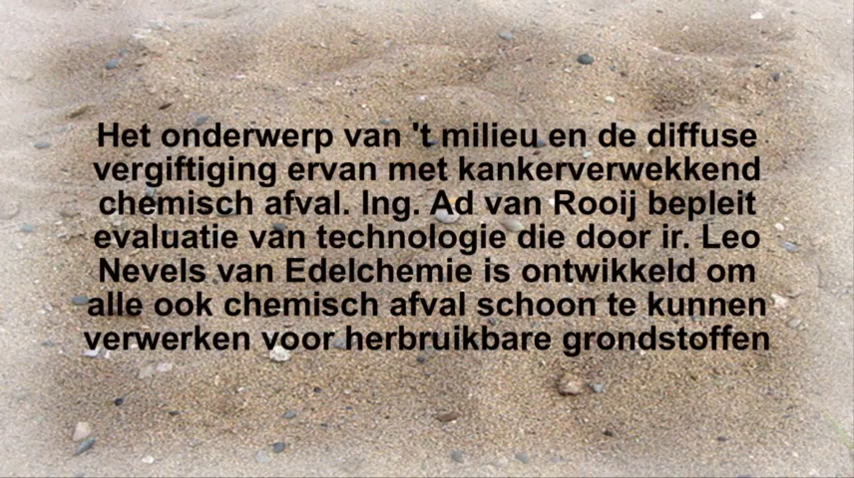 Het onderwerp van 't milieu en de diffuse
vergiftiging ervan met kankerverwekkend
chemisch afval. Ing. Ad van Rooij bepleit
evaluatie van technologie die door ir. Leo
Nevels van Edelchemie is ontwikkeld om
alle ook chemisch afval schoon te kunnen
verwerken voor herbruikbare grondstoffen